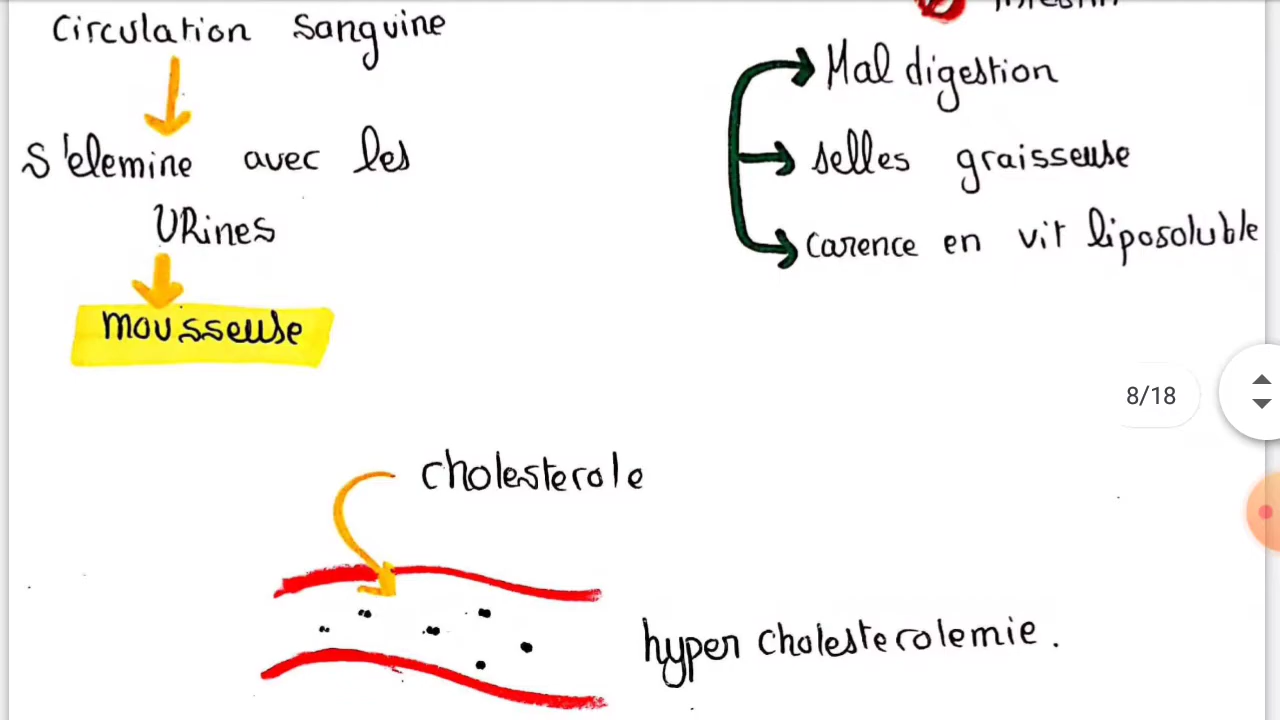 Circulation sanguine
s'elemine avec les
URines
mousseuse
Mal digestion
selles graisseuse
carence en vit liposoluble
8/18
cholesterole
hyper cholesterolemie.